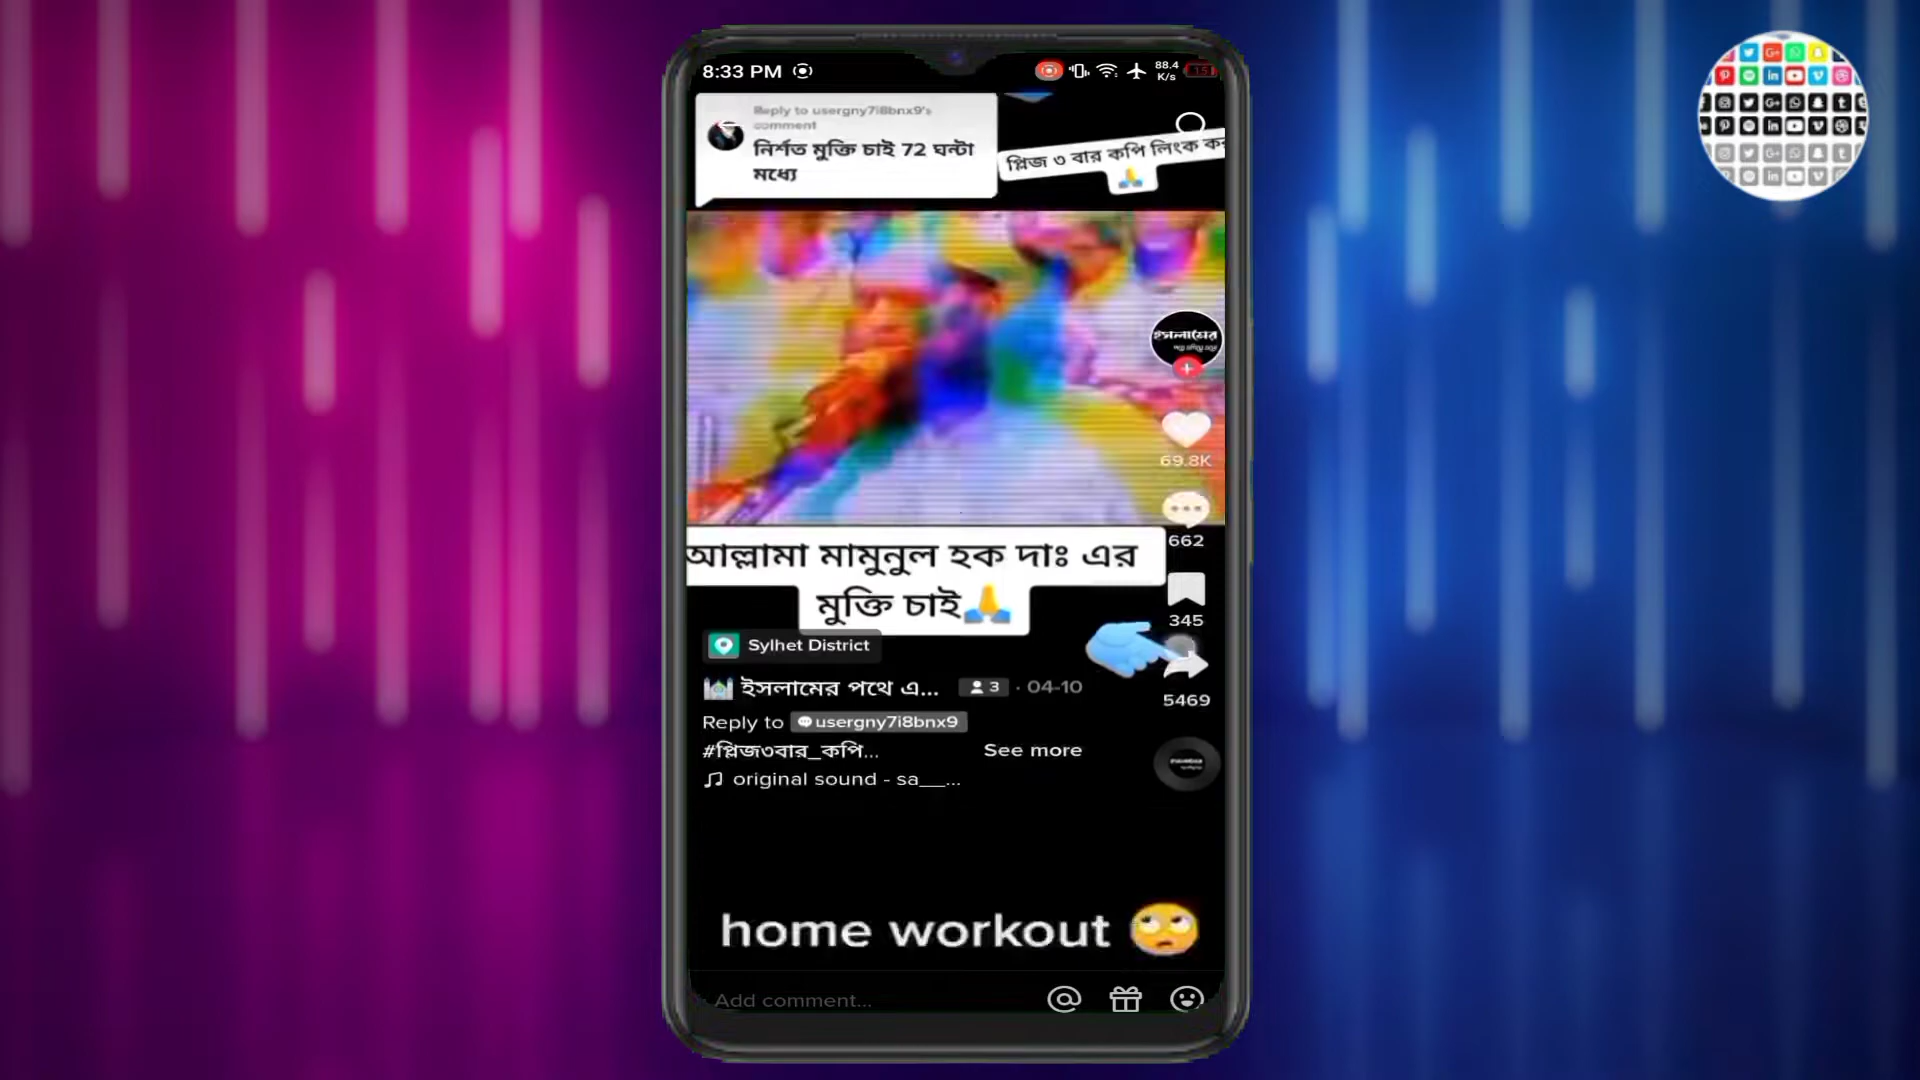 8:33 PM
88.4
K/s
15
Reply to usergny7i8bnx9's
comment
নির্শত মুক্তি চাই 72 ঘন্টা
মধ্যে
প্লিজ ৩ বার কপি লিংক কর
🙏
ইসলামের
69.8K
662
আল্লামা মামুনুল হক দাঃ এর
মুক্তি চাই🙏
345
Sylhet District
🕌 ইসলামের পথে এ...
3 · 04-10
5469
Reply to usergny7i8bnx9
#প্লিজ৩বার_কপি... See more
original sound - sa__...
home workout 🙄
Add comment...